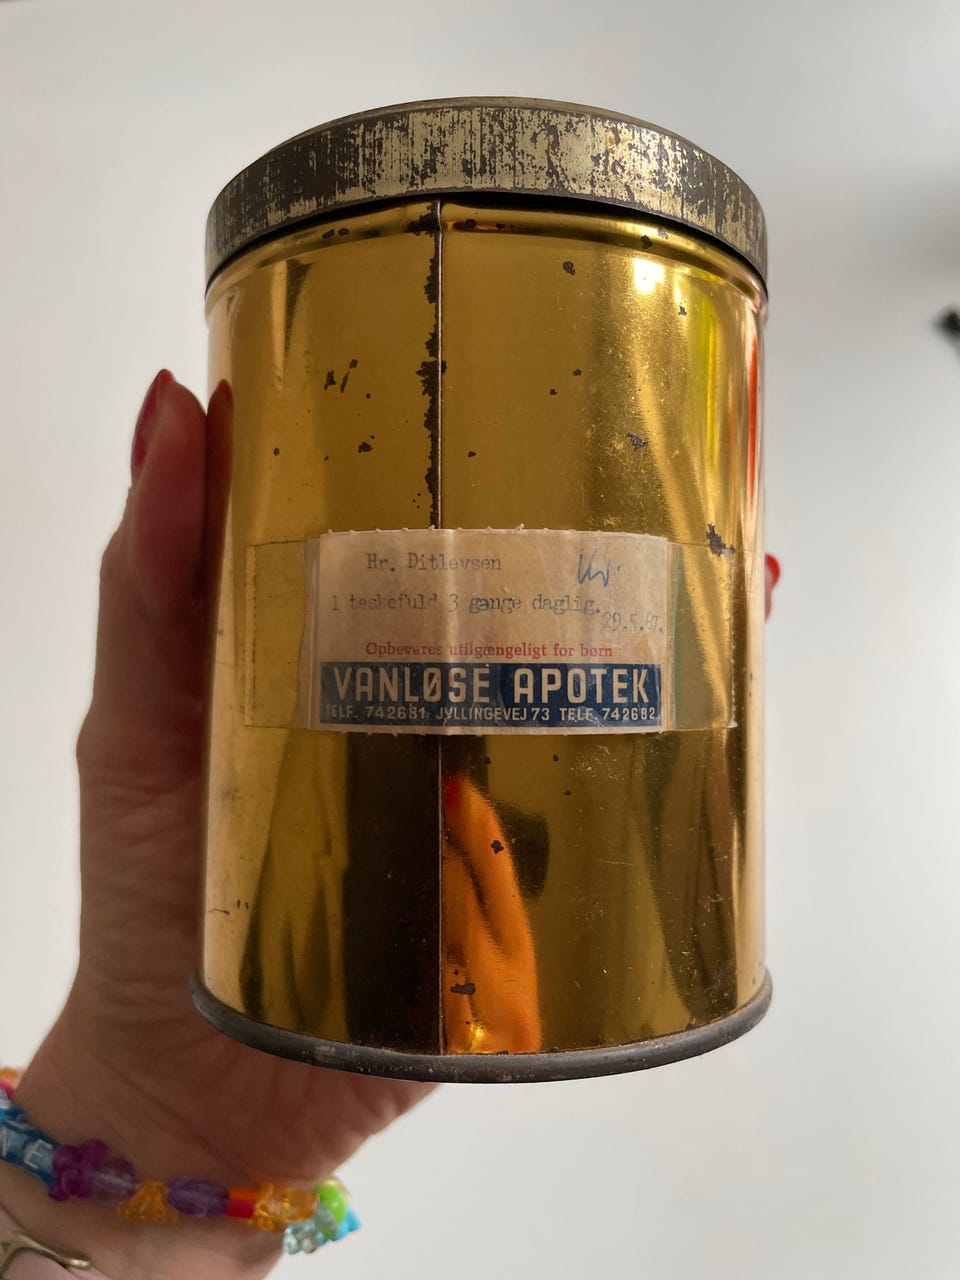 Hr. Ditlevsen
1 teskefuld 3 gange daglig.
29.5.67.
Opbevares utilgængeligt for børn
VANLØSE APOTEK
TELF. 742681, JYLLINGEVEJ 73 TELF. 742682
NE